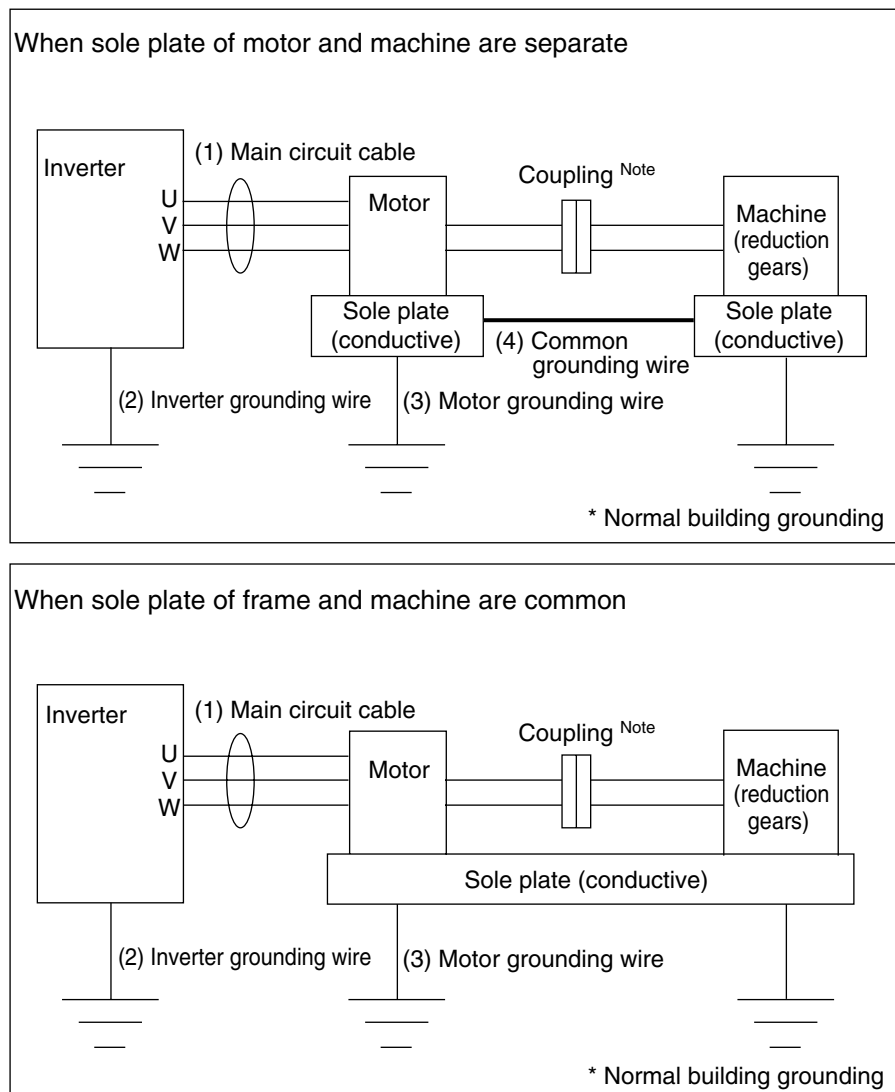 When sole plate of motor and machine are separate
Inverter
(1) Main circuit cable
U
V
W
Motor
Coupling Note
Machine
(reduction
gears)
Sole plate
(conductive)
(4) Common
grounding wire
Sole plate
(conductive)
(2) Inverter grounding wire
(3) Motor grounding wire
* Normal building grounding
When sole plate of frame and machine are common
Inverter
(1) Main circuit cable
U
V
W
Motor
Coupling Note
Machine
(reduction
gears)
Sole plate (conductive)
(2) Inverter grounding wire
(3) Motor grounding wire
* Normal building grounding